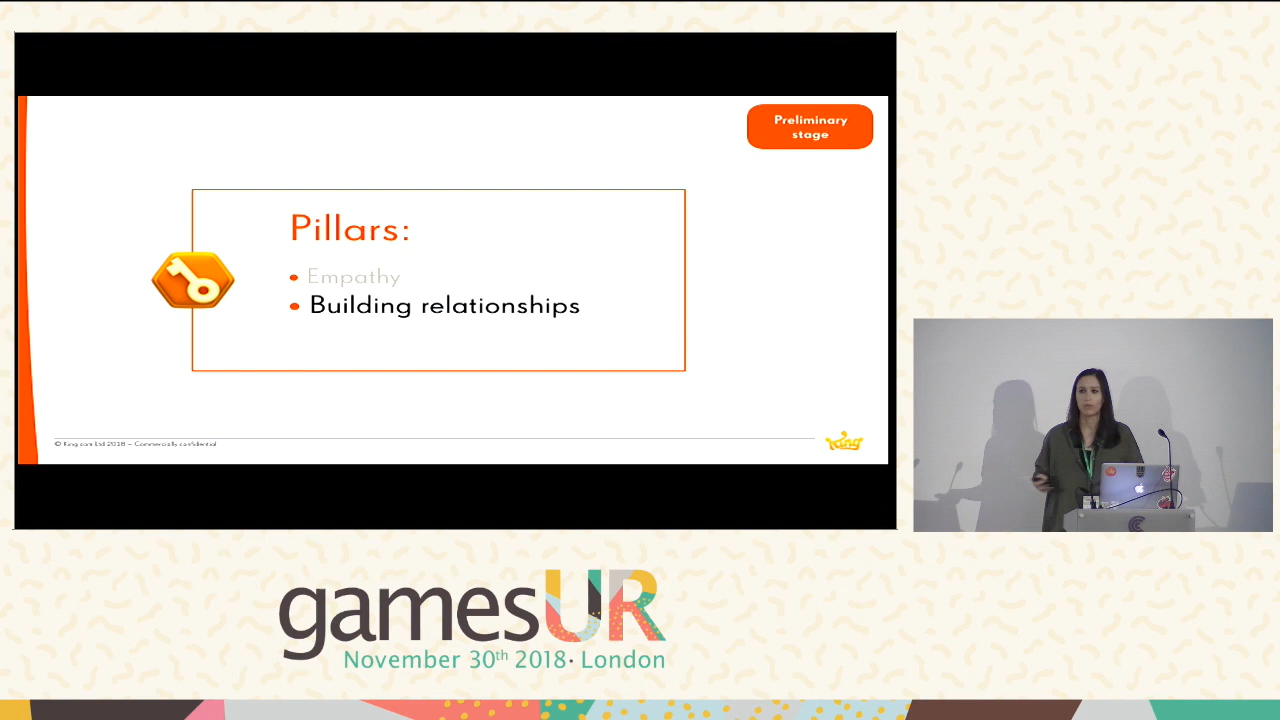 Preliminary
stage
Pillars:
• Empathy
• Building relationships
© King.com Ltd 2018 – Commercially confidential
King
gamesUR
November 30th 2018 · London